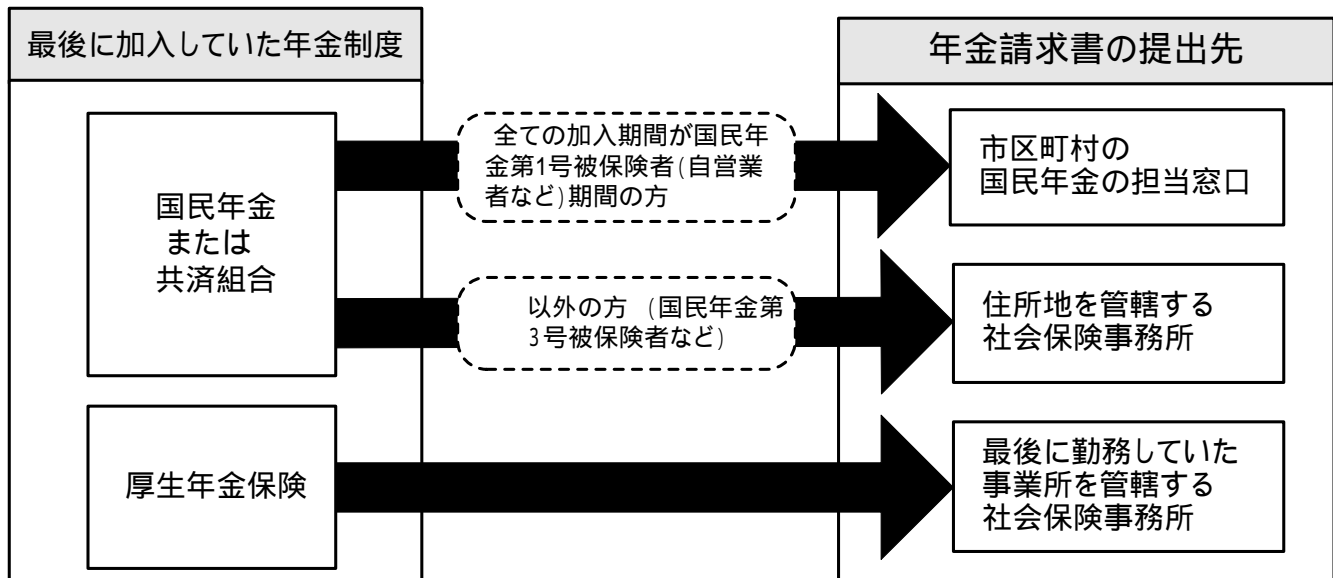 最後に加入していた年金制度
年金請求書の提出先
国民年金
または
共済組合
全ての加入期間が国民年
金第1号被保険者(自営業
者など)期間の方
市区町村の
国民年金の担当窓口
以外の方 (国民年金第
3号被保険者など)
住所地を管轄する
社会保険事務所
厚生年金保険
最後に勤務していた
事業所を管轄する
社会保険事務所